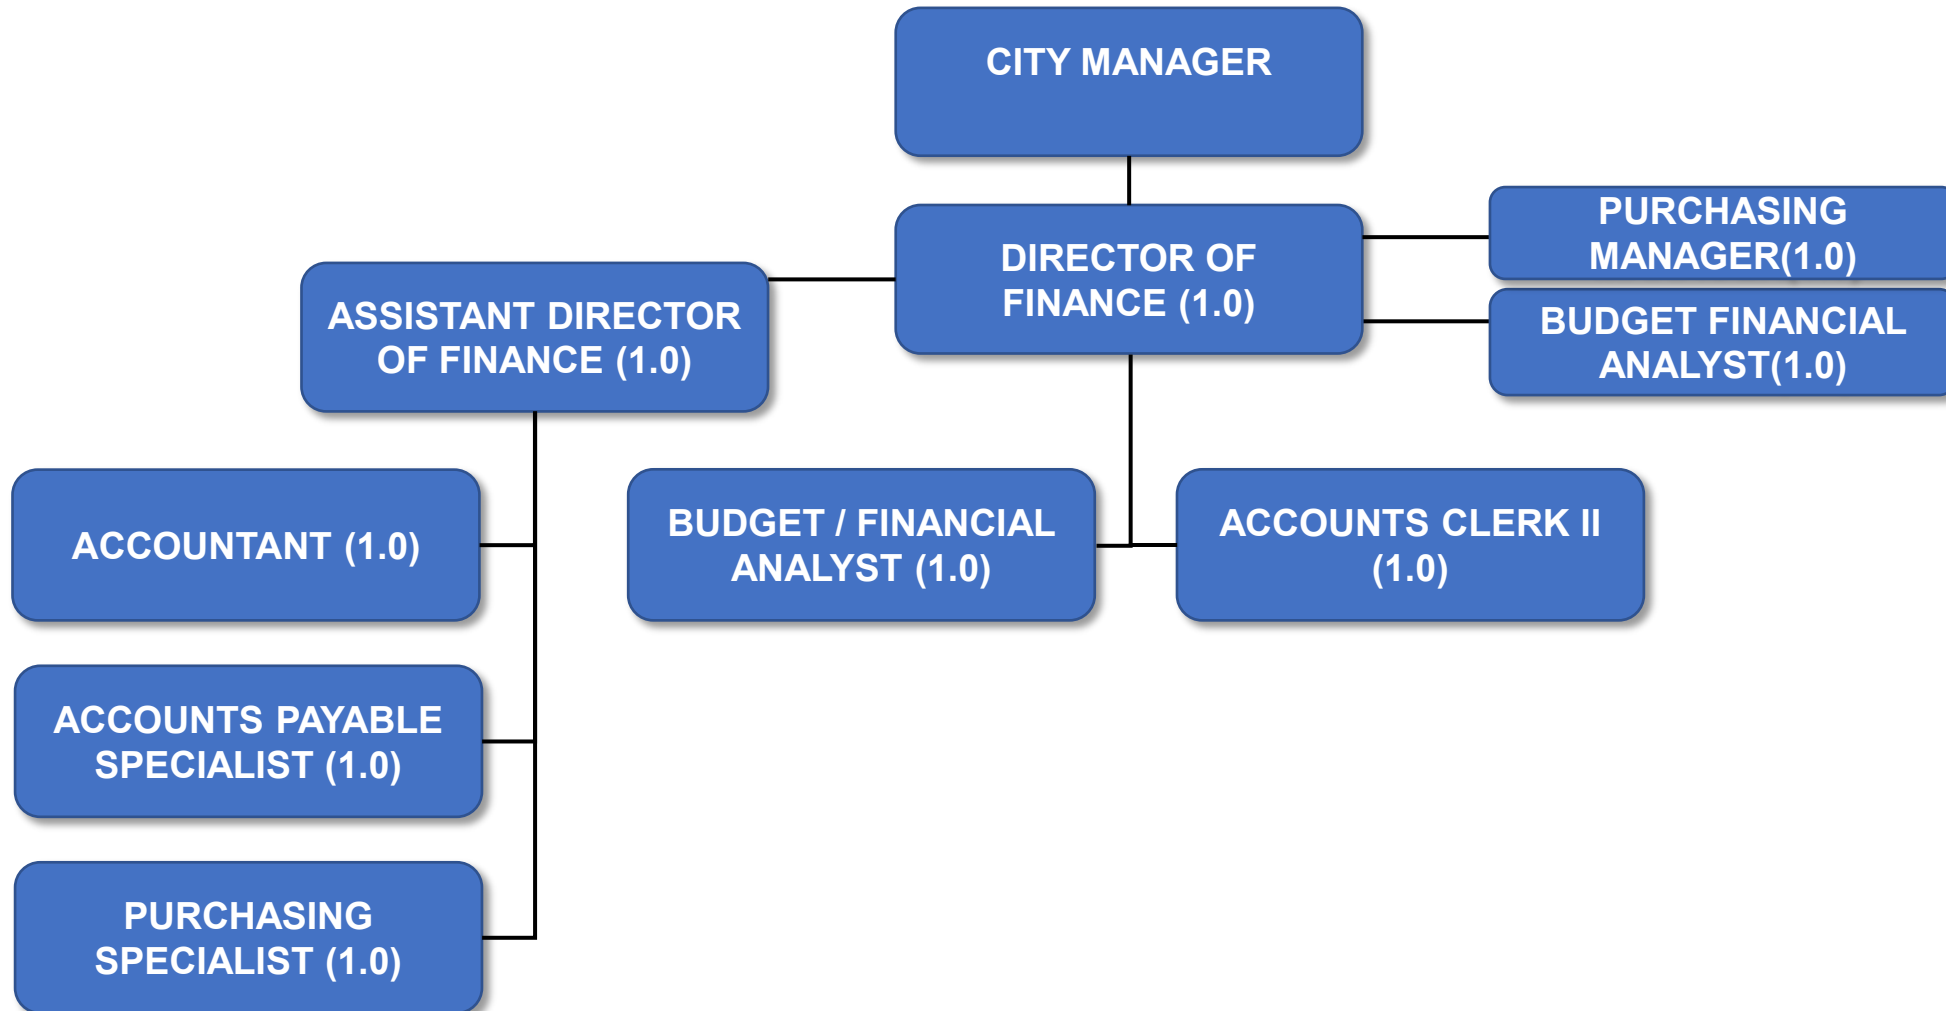 CITY MANAGER
DIRECTOR OF
FINANCE (1.0)
PURCHASING
MANAGER(1.0)
BUDGET FINANCIAL
ANALYST(1.0)
ASSISTANT DIRECTOR
OF FINANCE (1.0)
ACCOUNTANT (1.0)
BUDGET / FINANCIAL
ANALYST (1.0)
ACCOUNTS CLERK II
(1.0)
ACCOUNTS PAYABLE
SPECIALIST (1.0)
PURCHASING
SPECIALIST (1.0)